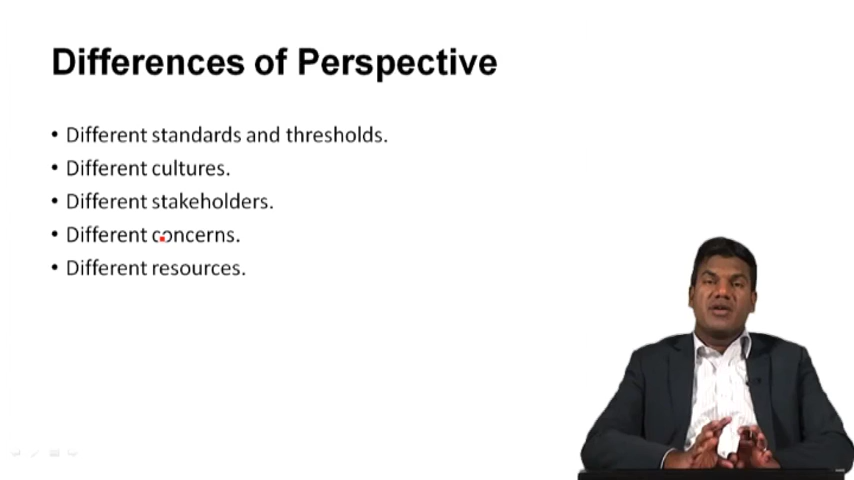 Differences of Perspective
• Different standards and thresholds.
• Different cultures.
• Different stakeholders.
• Different concerns.
• Different resources.